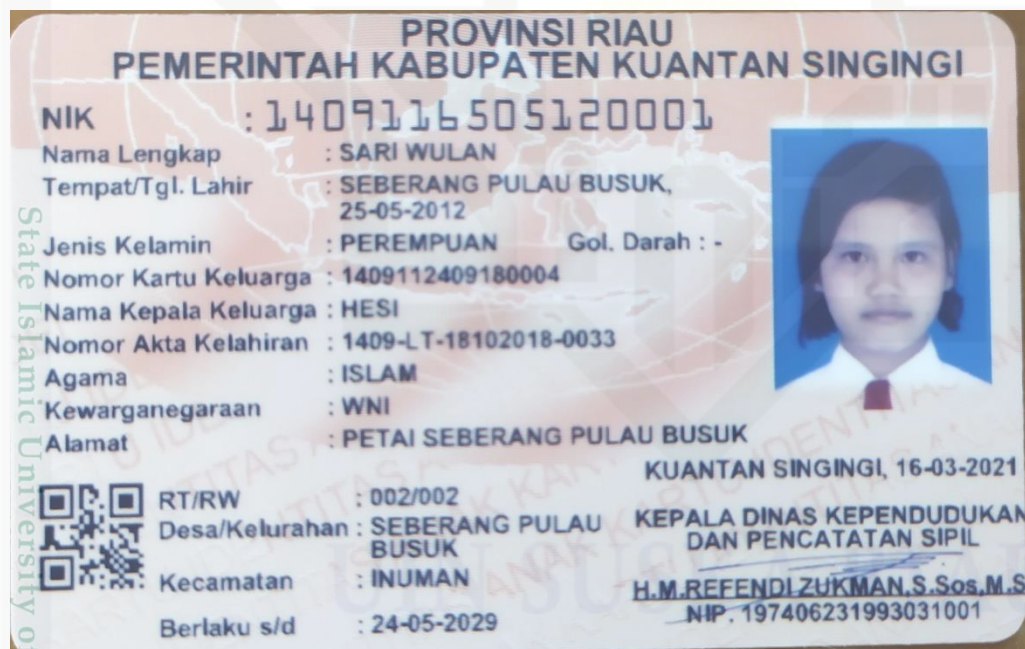 PROVINSI RIAU
PEMERINTAH KABUPATEN KUANTAN SINGINGI
NIK : 1409116505120001
Nama Lengkap : SARI WULAN
Tempat/Tgl. Lahir : SEBERANG PULAU BUSUK,
25-05-2012
Jenis Kelamin : PEREMPUAN Gol. Darah : -
Nomor Kartu Keluarga : 1409112409180004
Nama Kepala Keluarga : HESI
Nomor Akta Kelahiran : 1409-LT-18102018-0033
Agama : ISLAM
Kewarganegaraan : WNI
Alamat : PETAI SEBERANG PULAU BUSUK
RT/RW : 002/002
Desa/Kelurahan : SEBERANG PULAU
BUSUK
Kecamatan : INUMAN
Berlaku s/d : 24-05-2029
KUANTAN SINGINGI, 16-03-2021
KEPALA DINAS KEPENDUDUKAN
DAN PENCATATAN SIPIL
H.M.REFENDI ZUKMAN.S.Sos,M.S
NIP. 197406231993031001
State Islamic University
UIN SUSKA